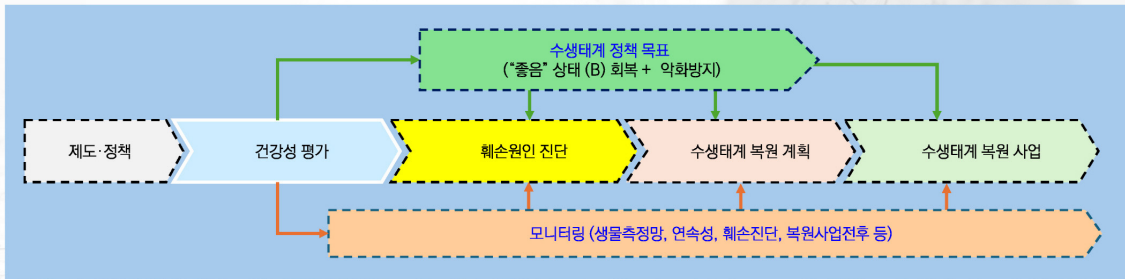 수생태계 정책 목표
("좋음" 상태 (B) 회복 + 악화방지)
제도·정책
건강성 평가
훼손원인 진단
수생태계 복원 계획
수생태계 복원 사업
모니터링 (생물측정망, 연속성, 훼손진단, 복원사업전후 등)